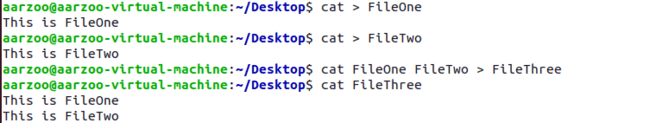 aarzoo@aarzoo-virtual-machine:~/Desktop$ cat > FileOne
This is FileOne
aarzoo@aarzoo-virtual-machine:~/Desktop$ cat > FileTwo
This is FileTwo
aarzoo@aarzoo-virtual-machine:~/Desktop$ cat FileOne FileTwo > FileThree
aarzoo@aarzoo-virtual-machine:~/Desktop$ cat FileThree
This is FileOne
This is FileTwo